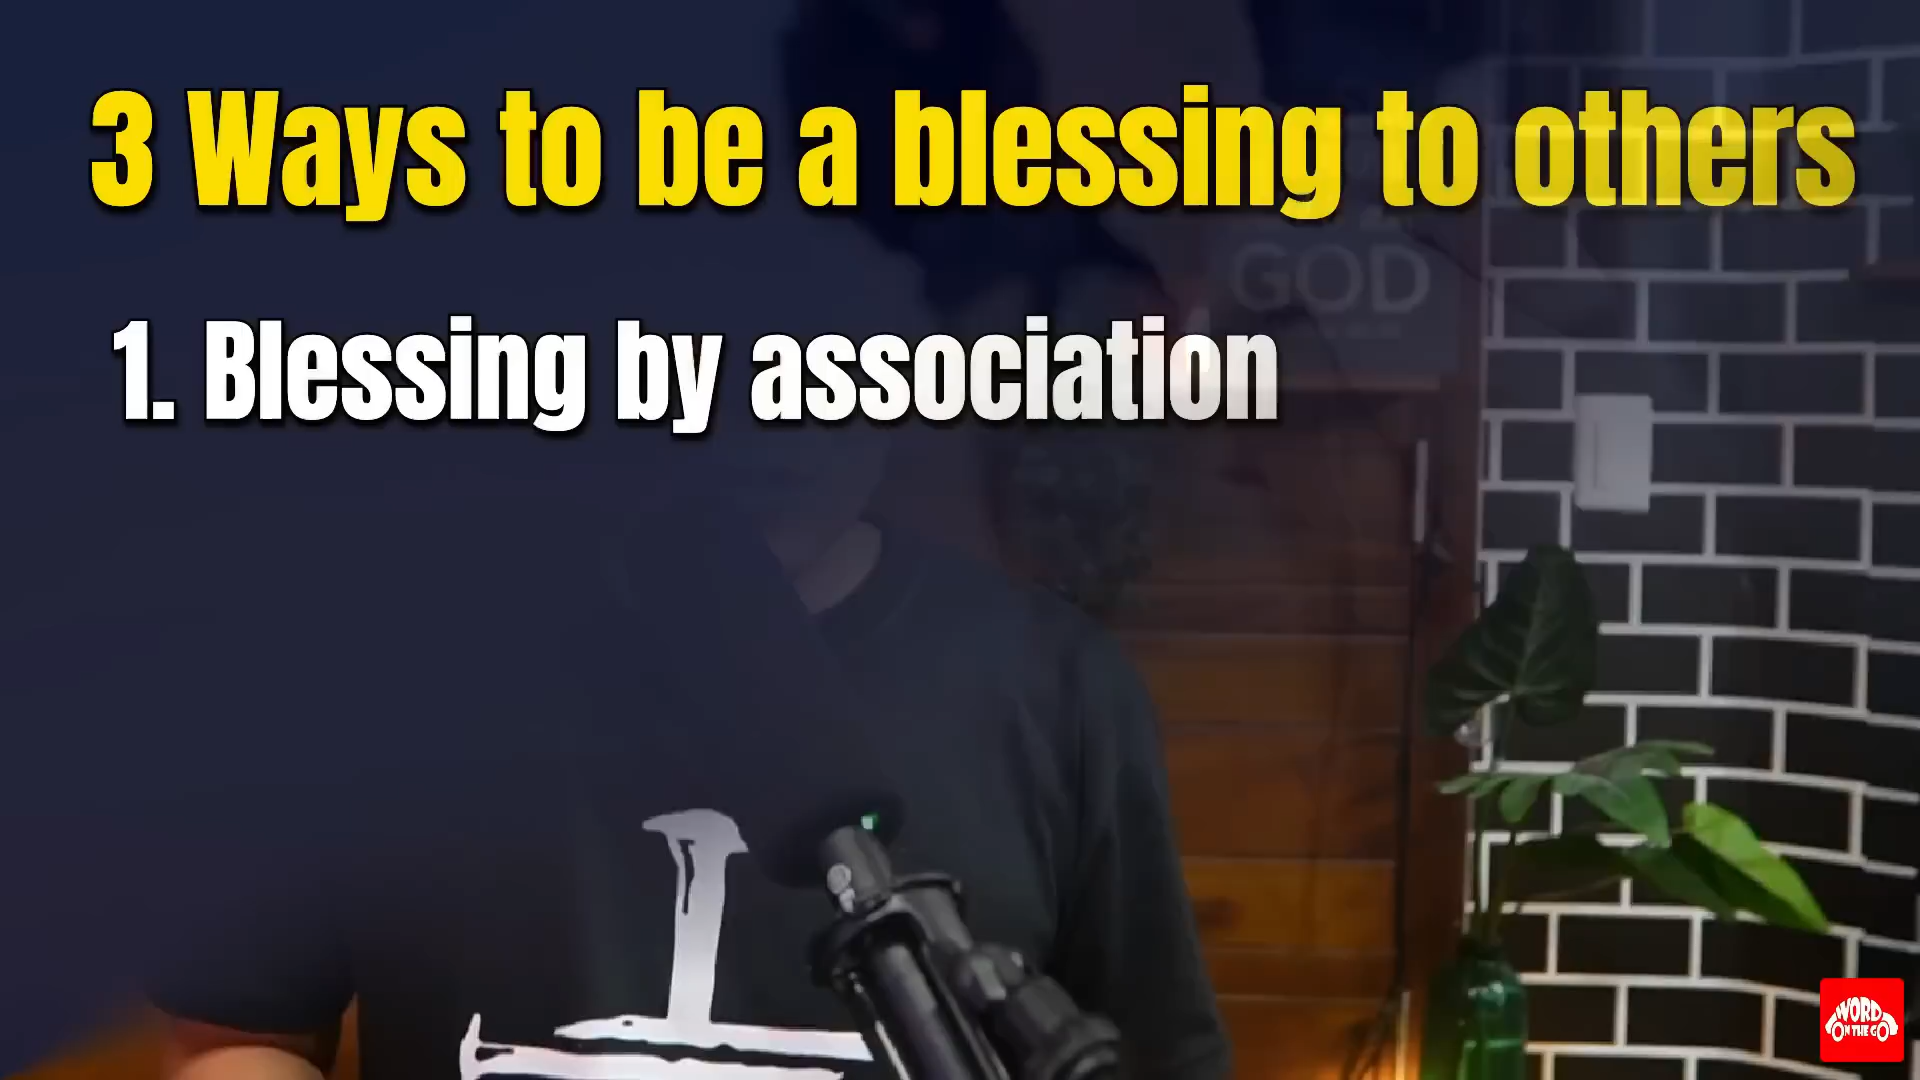 3 Ways to be a blessing to others
GOD
1. Blessing by association
WORD
ON THE GO